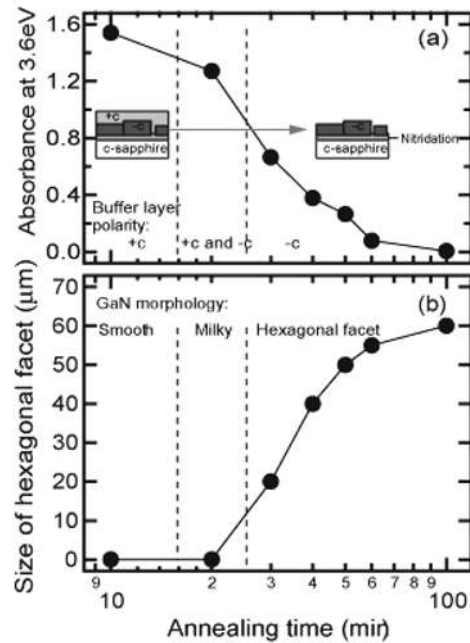 (a)
Absorbance at 3.6eV
1.6
1.2
0.8
0.4
0.0
+c
-c
c-sapphire
c-sapphire
Nitridation
Buffer layer
polarity:
+c
+c and -c
-c
(b)
Size of hexagonal facet (μm)
70
60
50
40
30
20
10
0
GaN morphology:
Smooth
Milky
Hexagonal facet
9
10
2
3
4
5
6
7
8
9
100
Annealing time (min)